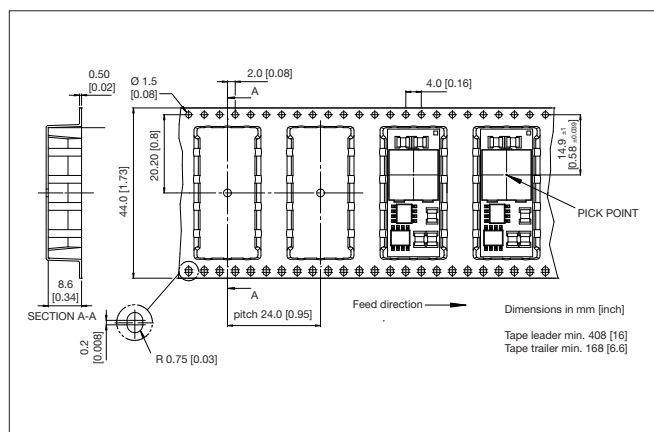 0.50
[0.02]
Ø 1.5
[0.08]
2.0 [0.08]
A
4.0 [0.16]
20.20 [0.8]
44.0 [1.73]
14.9 ±1
[0.58 ±0.039]
PICK POINT
8.6
[0.34]
SECTION A-A
A
pitch 24.0 [0.95]
Feed direction
0.2
[0.008]
R 0.75 [0.03]
Dimensions in mm [inch]
Tape leader min. 408 [16]
Tape trailer min. 168 [6.6]